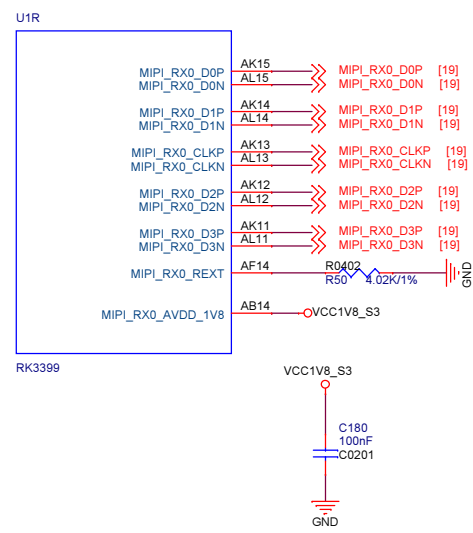 U1R
MIPI_RX0_D0P AK15 MIPI_RX0_D0P [19]
MIPI_RX0_D0N AL15 MIPI_RX0_D0N [19]
MIPI_RX0_D1P AK14 MIPI_RX0_D1P [19]
MIPI_RX0_D1N AL14 MIPI_RX0_D1N [19]
MIPI_RX0_CLKP AK13 MIPI_RX0_CLKP [19]
MIPI_RX0_CLKN AL13 MIPI_RX0_CLKN [19]
MIPI_RX0_D2P AK12 MIPI_RX0_D2P [19]
MIPI_RX0_D2N AL12 MIPI_RX0_D2N [19]
MIPI_RX0_D3P AK11 MIPI_RX0_D3P [19]
MIPI_RX0_D3N AL11 MIPI_RX0_D3N [19]
MIPI_RX0_REXT AF14 R0402 GND
R50 4.02K/1%
MIPI_RX0_AVDD_1V8 AB14 VCC1V8_S3
RK3399
VCC1V8_S3
C180
100nF
C0201
GND